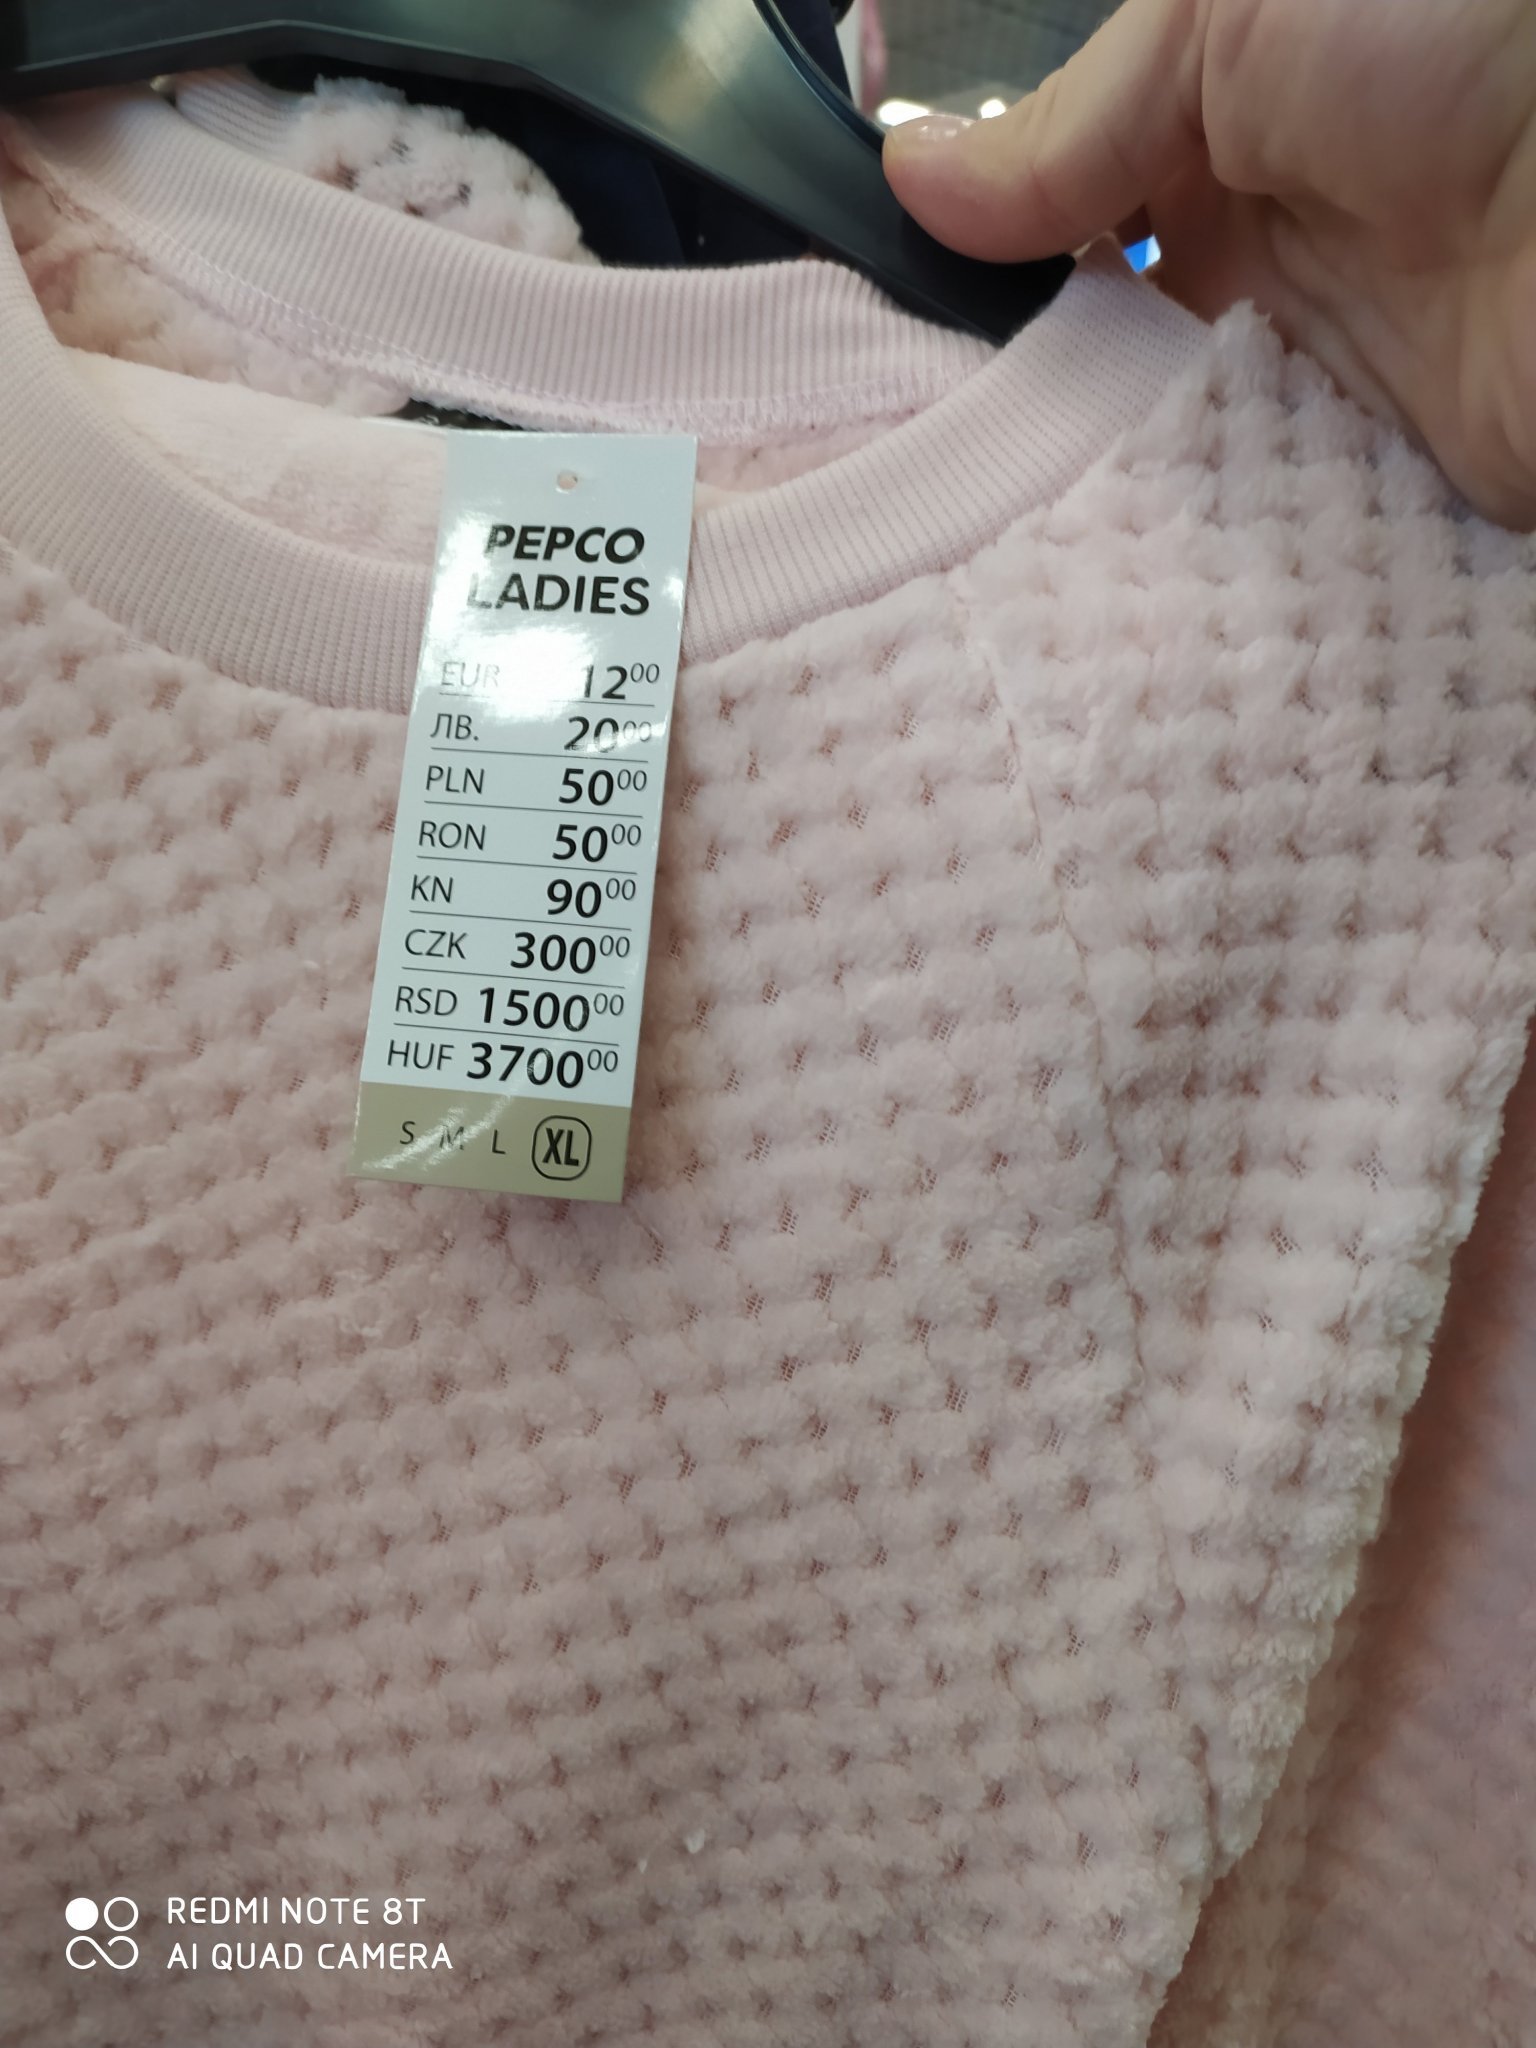 PEPCO
LADIES
EUR 12⁰⁰
ЛВ. 20⁰⁰
PLN 50⁰⁰
RON 50⁰⁰
KN 90⁰⁰
CZK 300⁰⁰
RSD 1500⁰⁰
HUF 3700⁰⁰
S M L XL
REDMI NOTE 8T
AI QUAD CAMERA